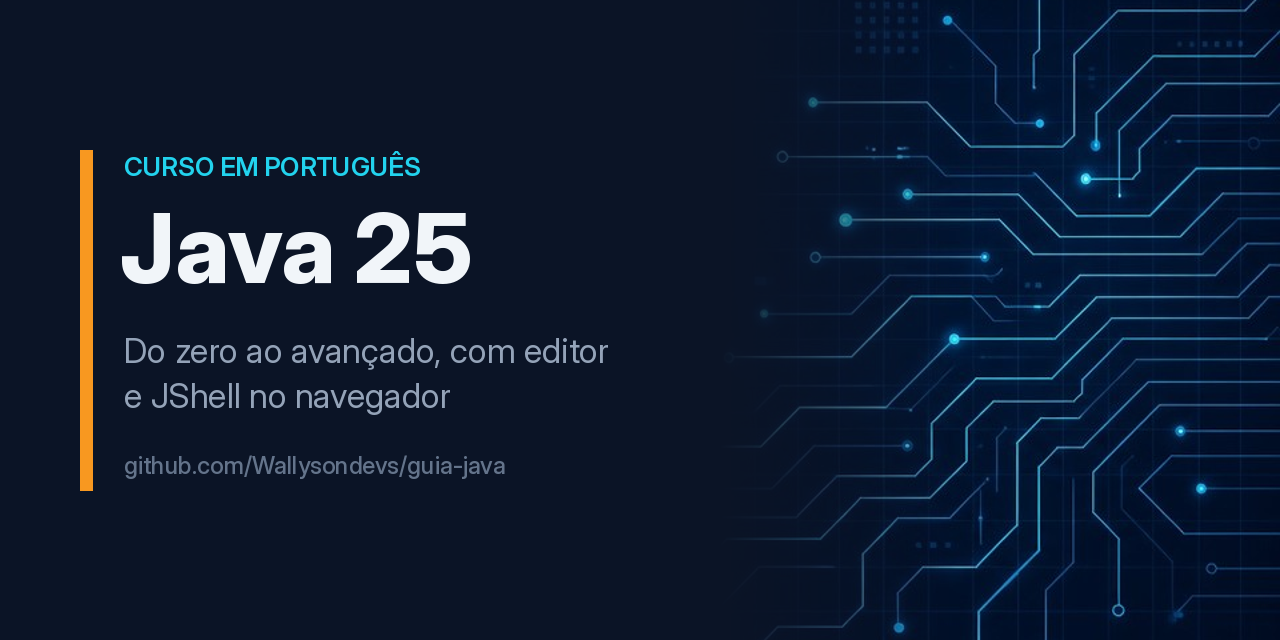 CURSO EM PORTUGUÊS
Java 25
Do zero ao avançado, com editor
e JShell no navegador
github.com/Wallysondevs/guia-java